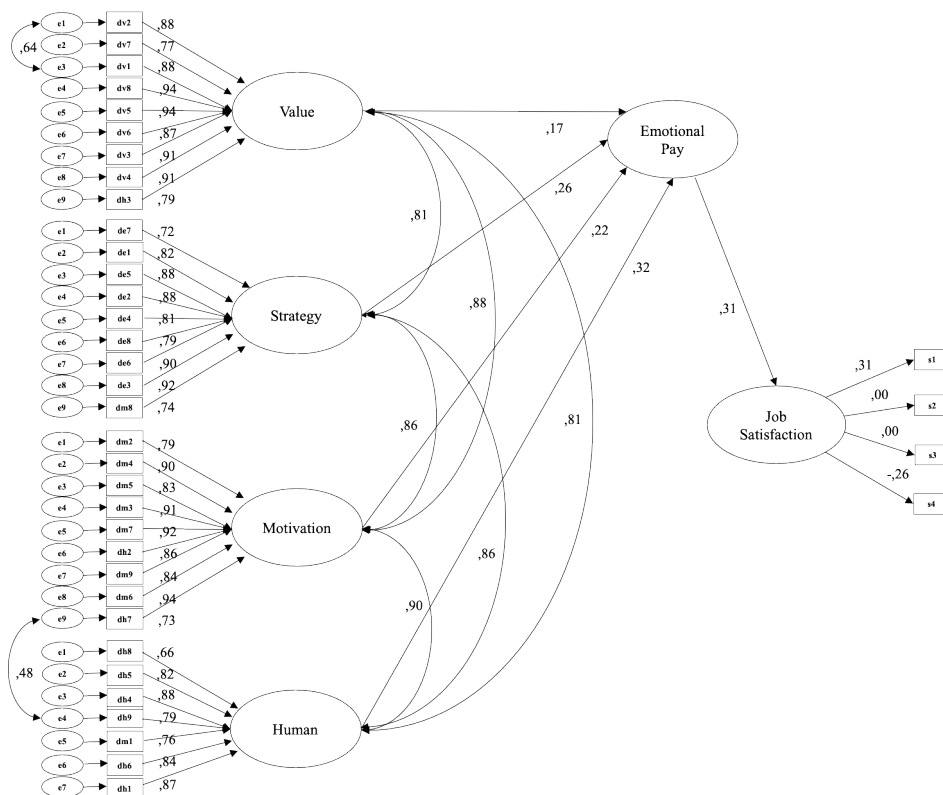 e1 dv2 ,88
e2 dv7 ,77
,64
e3 dv1 ,88
e4 dv8 ,94
e5 dv5 ,94
e6 dv6 ,87
e7 dv3 ,91
e8 dv4 ,91
e9 dh3 ,79
Value
e1 de7 ,72
e2 de1 ,82
e3 de5 ,88
e4 de2 ,88
e5 de4 ,81
e6 de8 ,79
e7 de6 ,90
e8 de3 ,92
e9 dm8 ,74
Strategy
e1 dm2 ,79
e2 dm4 ,90
e3 dm5 ,83
e4 dm3 ,91
e5 dm7 ,92
e6 dh2 ,86
e7 dm9 ,84
e8 dm6 ,94
e9 dh7 ,73
Motivation
,48
e1 dh8 ,66
e2 dh5 ,82
e3 dh4 ,88
e4 dh9 ,79
e5 dm1 ,76
e6 dh6 ,84
e7 dh1 ,87
Human
,81
,88
,86
,81
,86
,90
,17
,26
,22
,32
Emotional
Pay
,31
Job
Satisfaction
,31 s1
,00 s2
,00 s3
-,26 s4